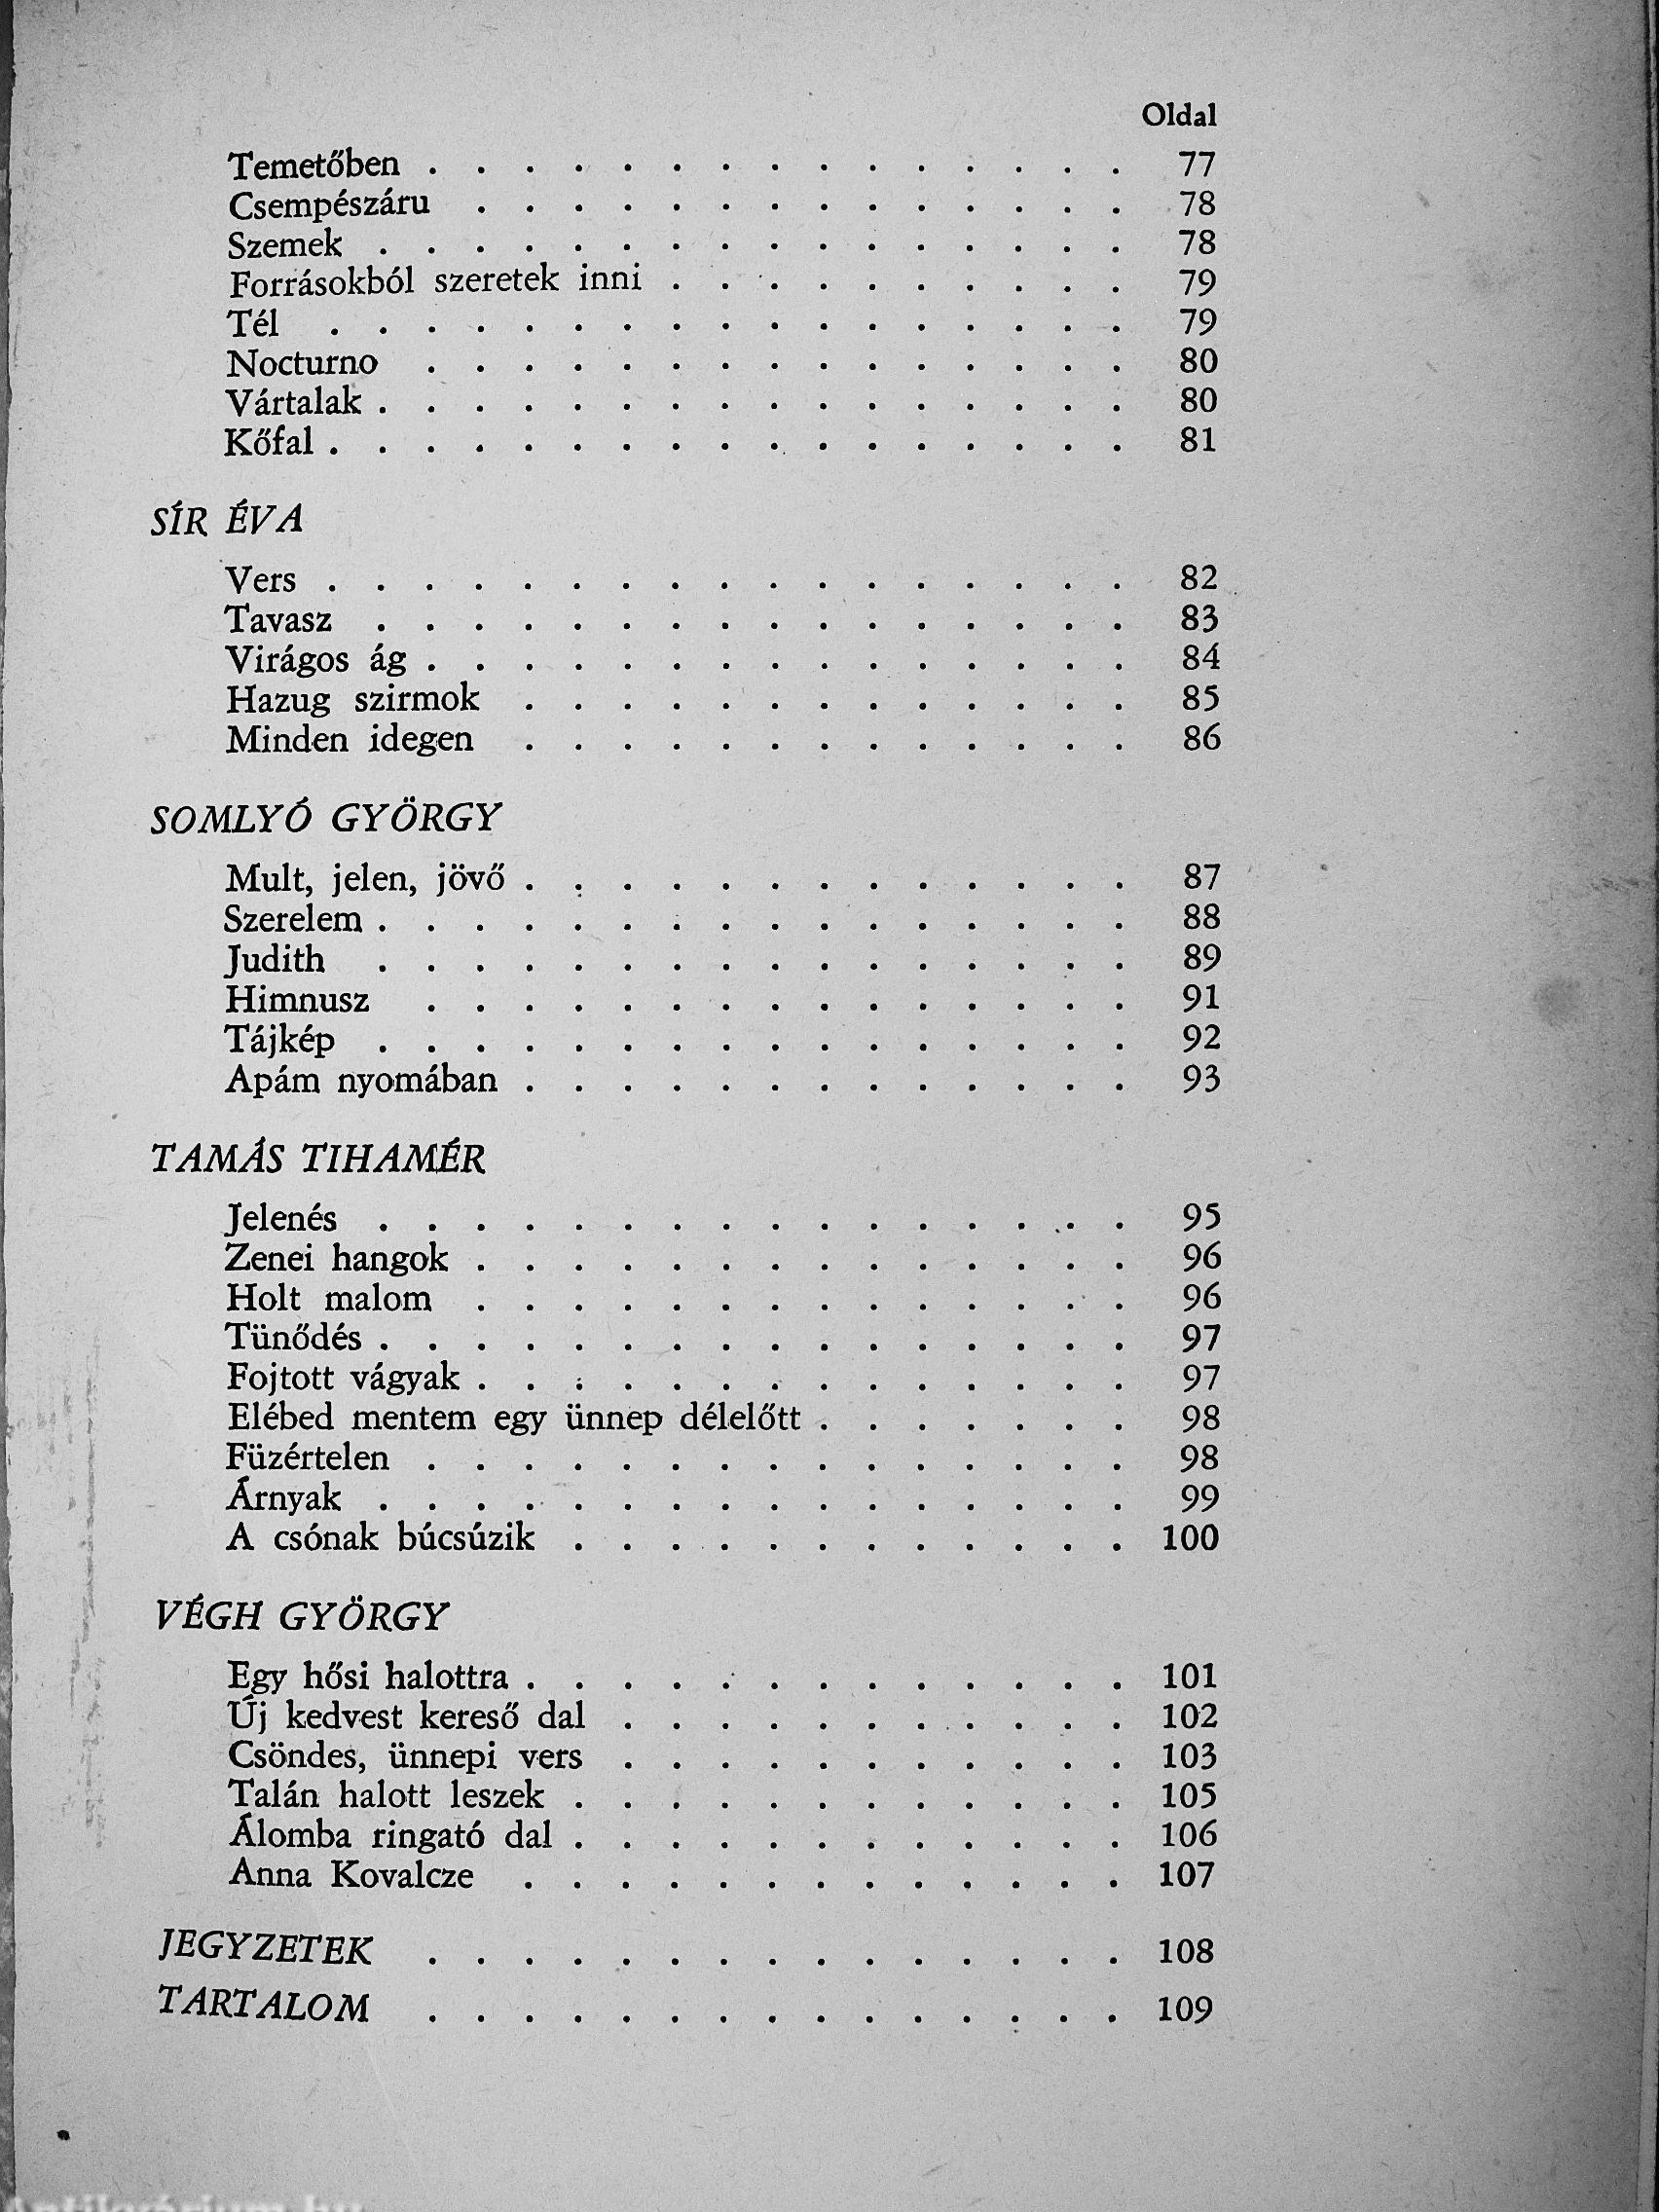 Oldal
Temetőben . . . . . . . . . . . . . . . 77
Csempészáru . . . . . . . . . . . . . . 78
Szemek . . . . . . . . . . . . . . . . 78
Forrásokból szeretek inni . . . . . . . . . . 79
Tél . . . . . . . . . . . . . . . . . 79
Nocturno . . . . . . . . . . . . . . . 80
Vártalak . . . . . . . . . . . . . . . . 80
Kőfal . . . . . . . . . . . . . . . . . 81
SÍR ÉVA
Vers . . . . . . . . . . . . . . . . . 82
Tavasz . . . . . . . . . . . . . . . . 83
Virágos ág . . . . . . . . . . . . . . . 84
Hazug szirmok . . . . . . . . . . . . . 85
Minden idegen . . . . . . . . . . . . . 86
SOMLYÓ GYÖRGY
Mult, jelen, jövő . . . . . . . . . . . . . 87
Szerelem . . . . . . . . . . . . . . . . 88
Judith . . . . . . . . . . . . . . . . 89
Himnusz . . . . . . . . . . . . . . . 91
Tájkép . . . . . . . . . . . . . . . . 92
Apám nyomában . . . . . . . . . . . . . 93
TAMÁS TIHAMÉR
Jelenés . . . . . . . . . . . . . . . . 95
Zenei hangok . . . . . . . . . . . . . . 96
Holt malom . . . . . . . . . . . . . . 96
Tünődés . . . . . . . . . . . . . . . . 97
Fojtott vágyak . . . . . . . . . . . . . . 97
Elébed mentem egy ünnep délelőtt . . . . . . . 98
Füzértelen . . . . . . . . . . . . . . . 98
Árnyak . . . . . . . . . . . . . . . . 99
A csónak búcsúzik . . . . . . . . . . . . 100
VÉGH GYÖRGY
Egy hősi halottra . . . . . . . . . . . . . 101
Új kedvest kereső dal . . . . . . . . . . . 102
Csöndes, ünnepi vers . . . . . . . . . . . 103
Talán halott leszek . . . . . . . . . . . . 105
Álomba ringató dal . . . . . . . . . . . . 106
Anna Kovalcze . . . . . . . . . . . . . 107
JEGYZETEK . . . . . . . . . . . . . . . 108
TARTALOM . . . . . . . . . . . . . . . 109